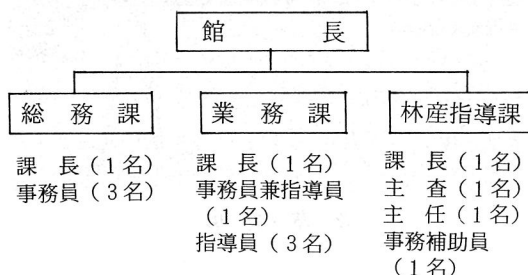 館長
総務課
課長（1名）
事務員（3名）
業務課
課長（1名）
事務員兼指導員
（1名）
指導員（3名）
林産指導課
課長（1名）
主査（1名）
主任（1名）
事務補助員
（1名）